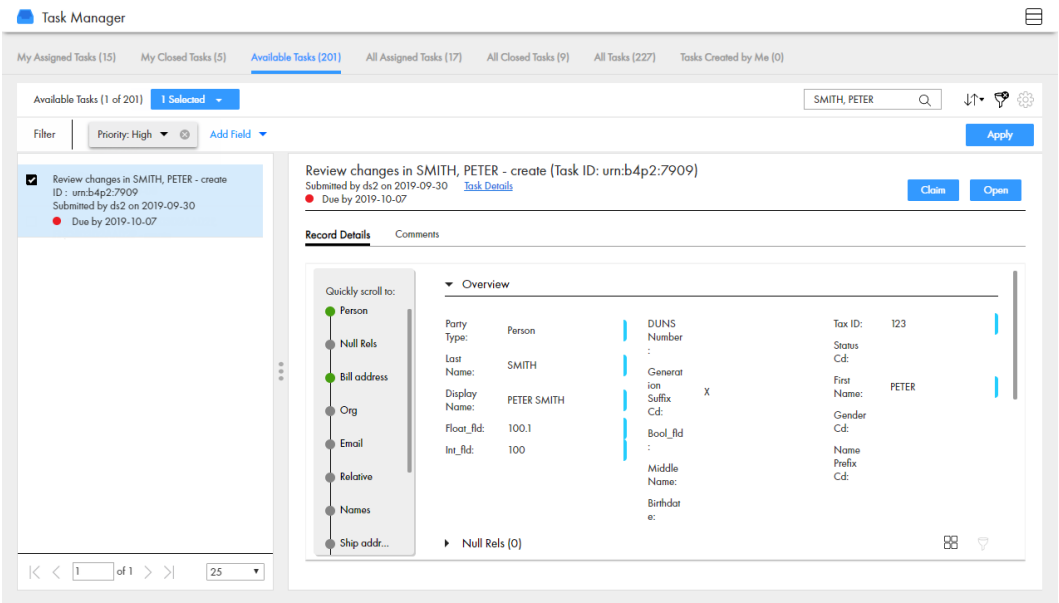 Task Manager
My Assigned Tasks (15) My Closed Tasks (5) Available Tasks (201) All Assigned Tasks (17) All Closed Tasks (9) All Tasks (227) Tasks Created by Me (0)
Available Tasks (1 of 201) 1 Selected SMITH, PETER
Filter Priority: High Add Field Apply
Review changes in SMITH, PETER - create
ID : urn:b4p2:7909
Submitted by ds2 on 2019-09-30
Due by 2019-10-07
Review changes in SMITH, PETER - create (Task ID: urn:b4p2:7909)
Submitted by ds2 on 2019-09-30 Task Details
Due by 2019-10-07
Claim Open
Record Details Comments
Quickly scroll to:
Person
Null Rels
Bill address
Org
Email
Relative
Names
Ship addr...
Overview
Party
Type:
Person
Last
Name:
SMITH
Display
Name:
PETER SMITH
Float_fld: 100.1
Int_fld: 100
DUNS
Number
:
Generat
ion
Suffix
Cd:
X
Bool_fld
:
Middle
Name:
Birthdat
e:
Tax ID: 123
Status
Cd:
First
Name:
PETER
Gender
Cd:
Name
Prefix
Cd:
Null Rels (0)
1 of 1 25